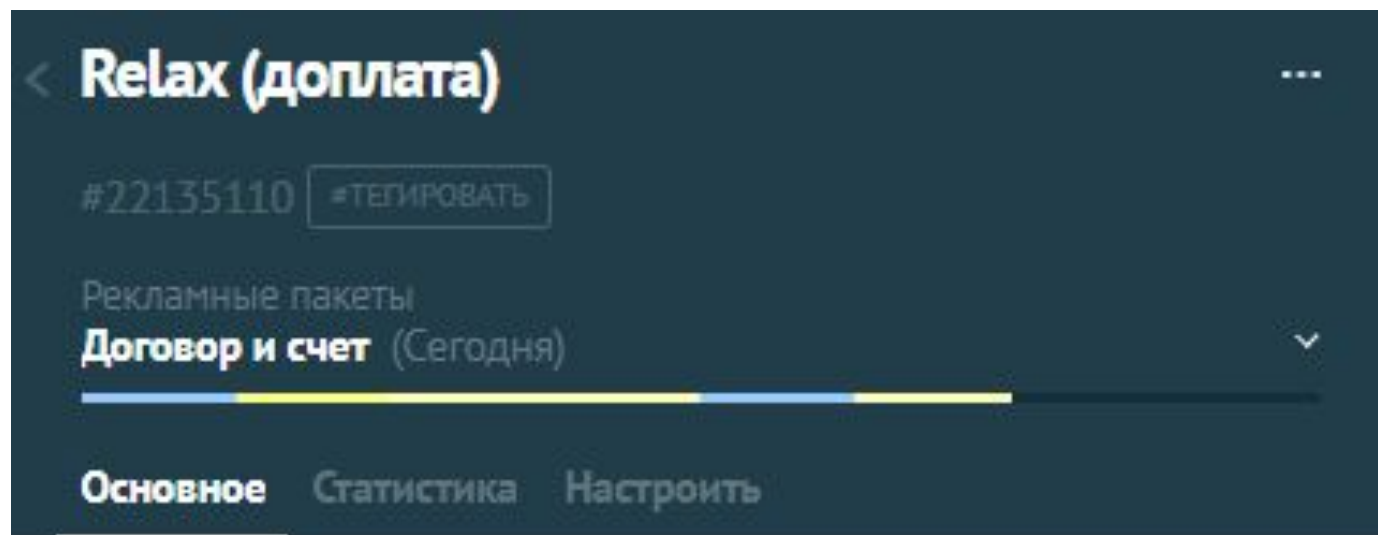 Relax (доплата)
#22135110 #ТЕГИРОВАТЬ
Рекламные пакеты
Договор и счет (Сегодня)
Основное Статистика Настроить